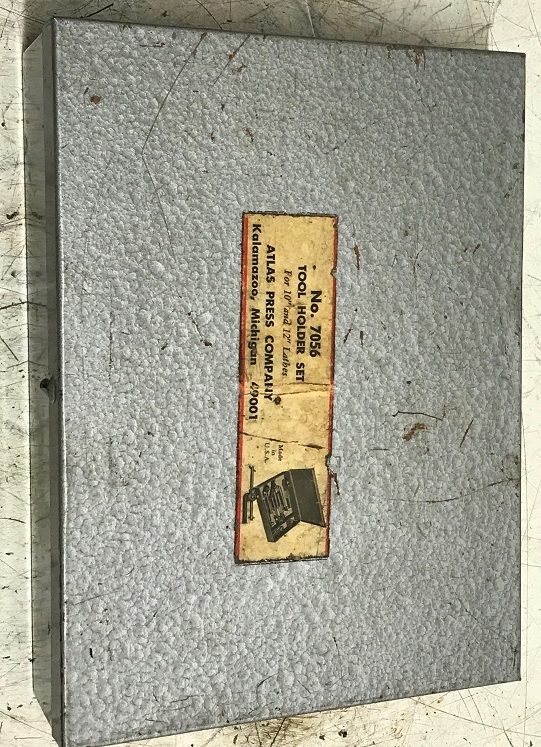 No. 7056
TOOL HOLDER SET
For 10" and 12" Lathes
ATLAS PRESS COMPANY®
Kalamazoo, Michigan 49001
Made
in
U.S.A.